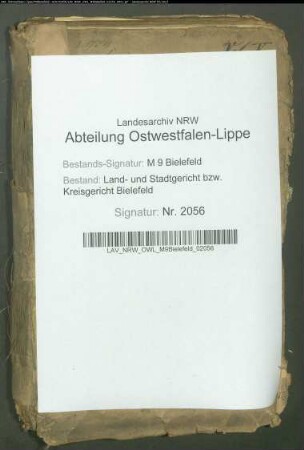 Landesarchiv NRW
Abteilung Ostwestfalen-Lippe
Bestands-Signatur: M 9 Bielefeld
Bestand: Land- und Stadtgericht bzw.
Kreisgericht Bielefeld
Signatur: Nr. 2056
LAV_NRW_OWL_M9Bielefeld_02056